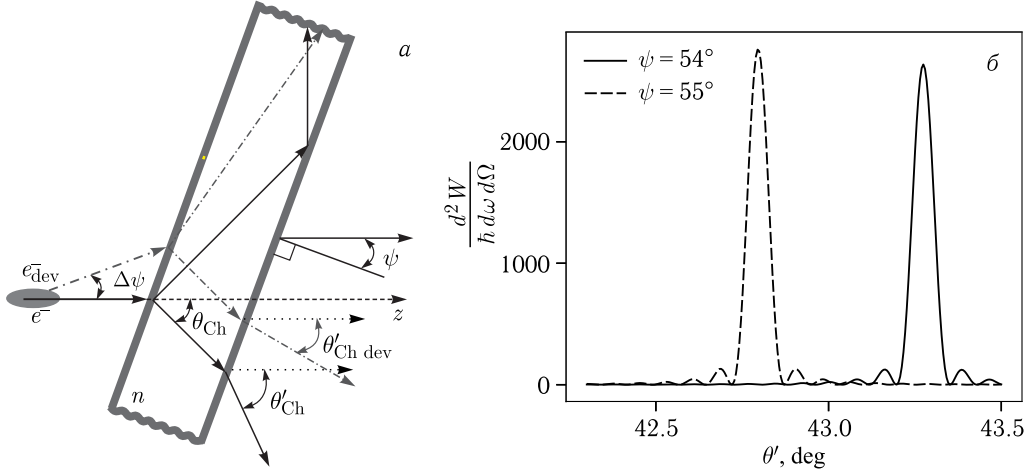 a
e⁻dev
Δψ
e⁻
θCh
z
ψ
θ′Ch dev
θ′Ch
n
б
ψ = 54°
ψ = 55°
2000
1000
0
d²W
ħ dω dΩ
42.5
43.0
43.5
θ′, deg